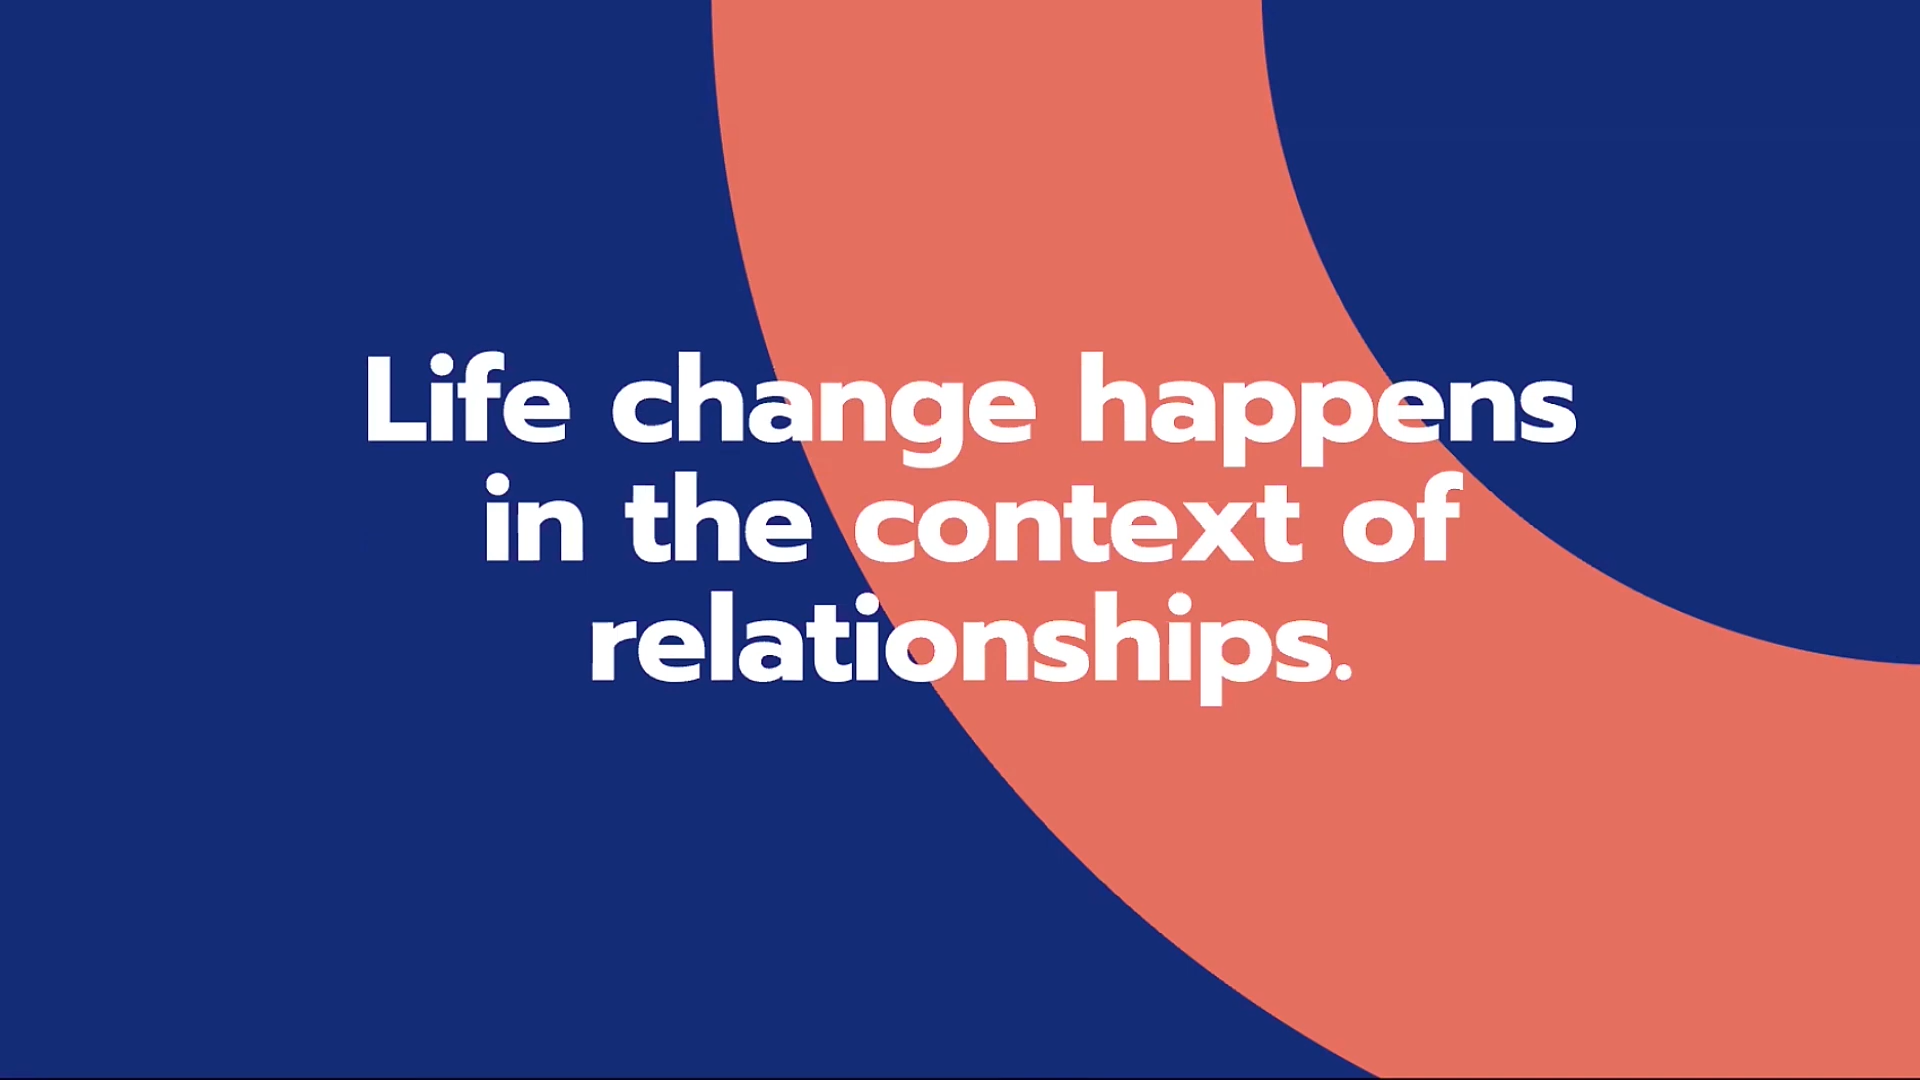 Life change happens
in the context of
relationships.